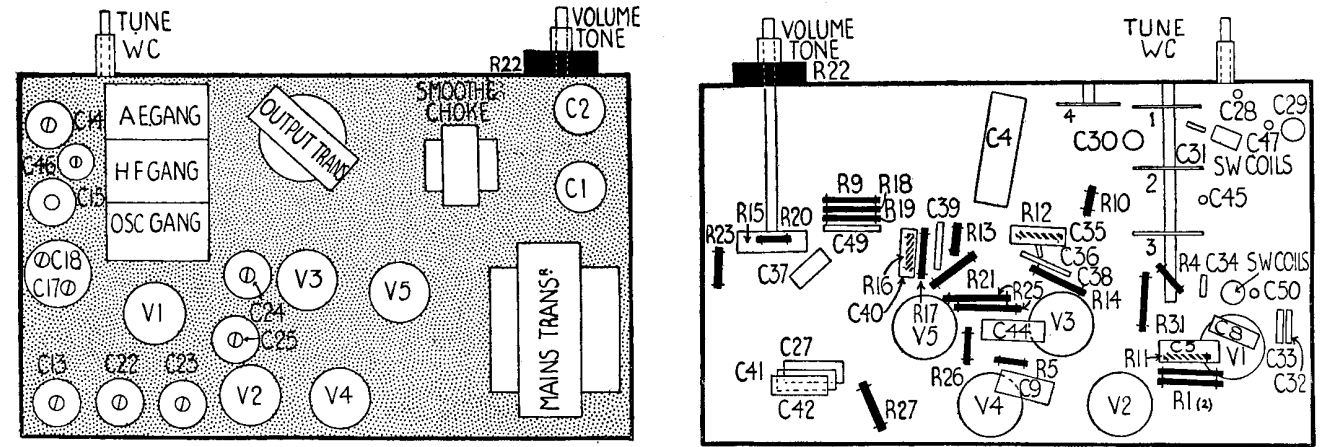 TUNE
WC
VOLUME
TONE
R22
SMOOTHG
CHOKE
C14
AE.GANG
OUTPUT TRANS
C2
C46
HF GANG
C15
C1
OSC GANG
C18
C17
V3
V5
V1
C24
C25
MAINS TRANSR.
C13
C22
C23
V2
V4
VOLUME
TONE
R22
TUNE
WC
C4
4
1
C28
C29
C30
C47
C31
SW COILS
2
C45
R9
R18
R19
C39
R10
R15
R20
R12
R13
C35
3
R23
C49
C36
C37
C38
R4
C34
SW COILS
R16
C40
R21
R25
R14
C50
R17
V5
C44
V3
R31
C8
C5
V1
R11
C33
C32
C41
C27
C42
R26
R5
C9
R1(2)
R27
V4
V2